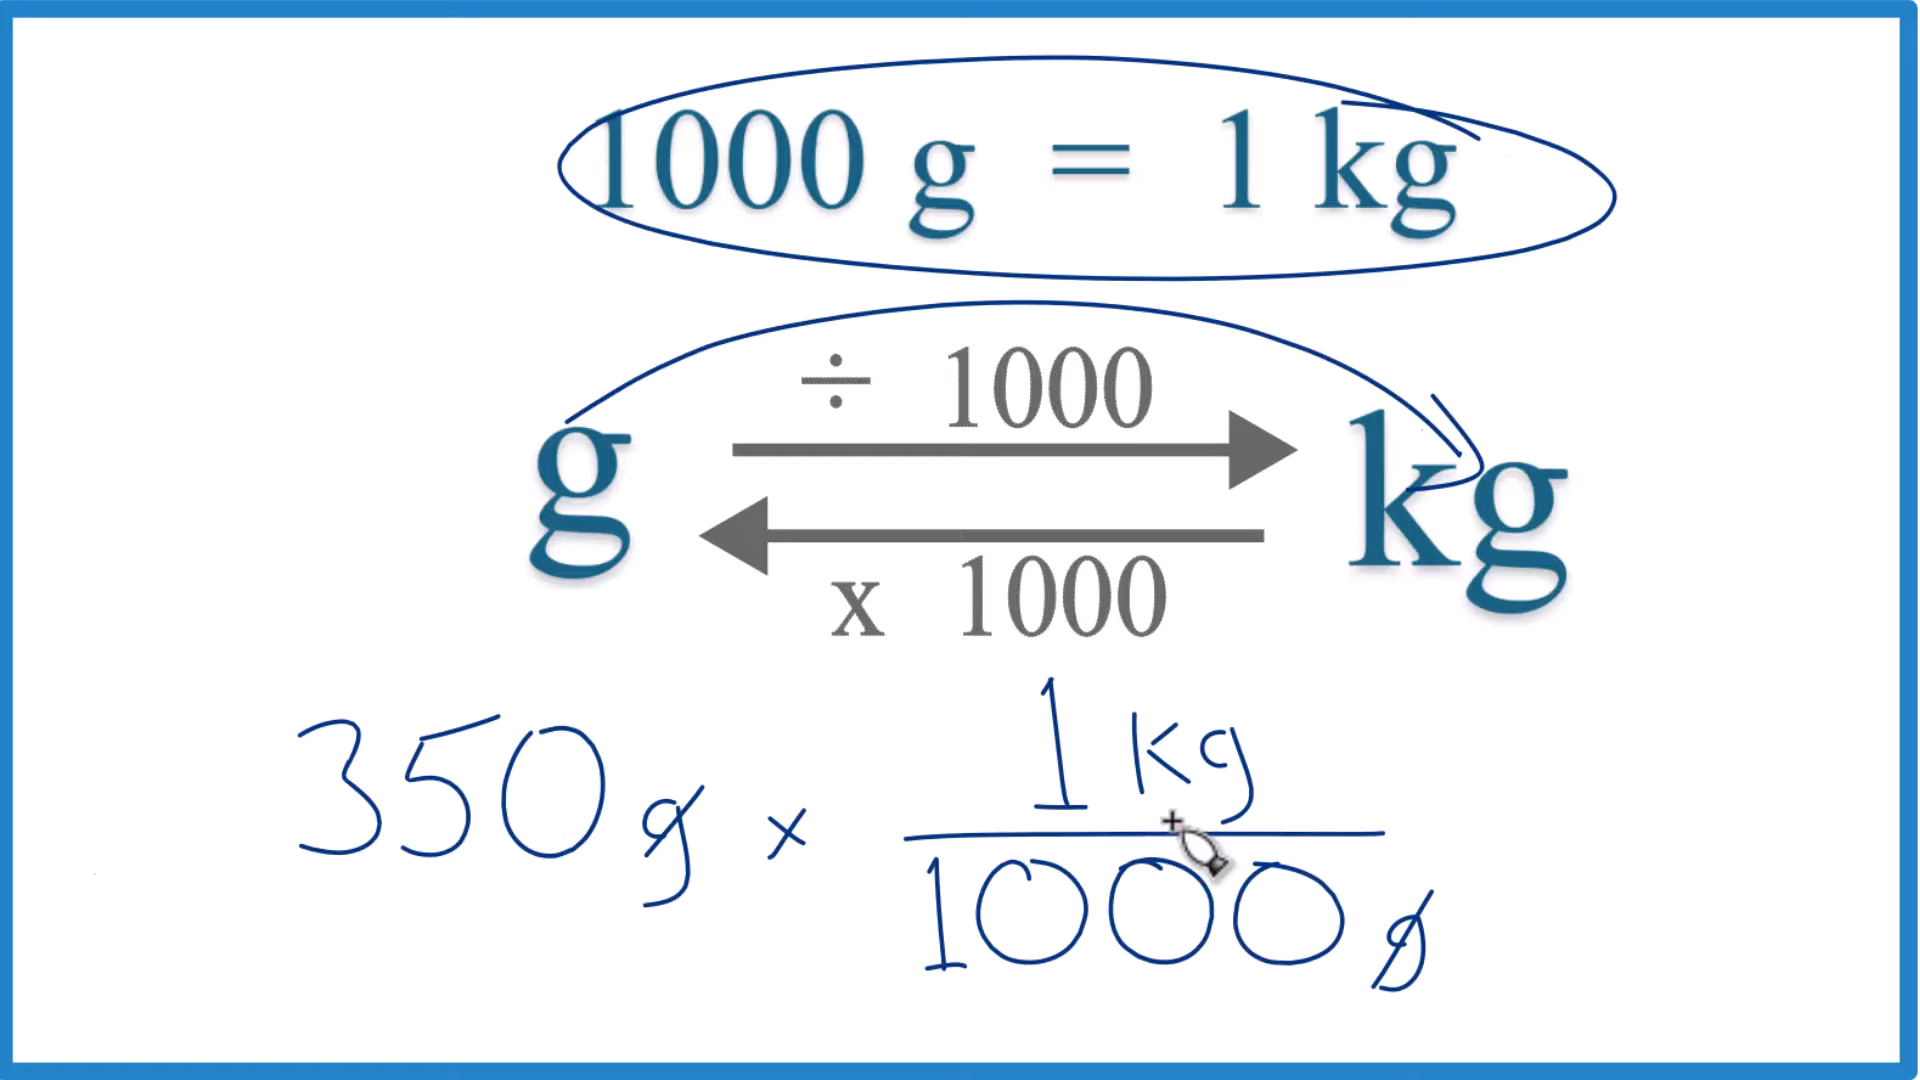 1000 g = 1 kg
÷ 1000
g kg
x 1000
1 kg
350 g x
1000 g